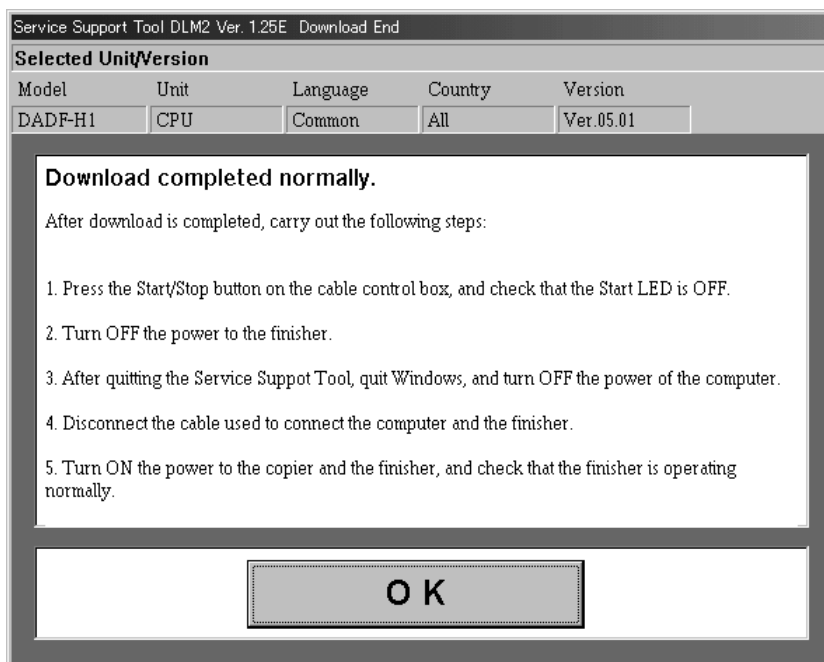 Service Support Tool DLM2 Ver. 1.25E Download End
Selected Unit/Version
Model Unit Language Country Version
DADF-H1 CPU Common All Ver.05.01
Download completed normally.
After download is completed, carry out the following steps:
1. Press the Start/Stop button on the cable control box, and check that the Start LED is OFF.
2. Turn OFF the power to the finisher.
3. After quitting the Service Suppot Tool, quit Windows, and turn OFF the power of the computer.
4. Disconnect the cable used to connect the computer and the finisher.
5. Turn ON the power to the copier and the finisher, and check that the finisher is operating
normally.
OK